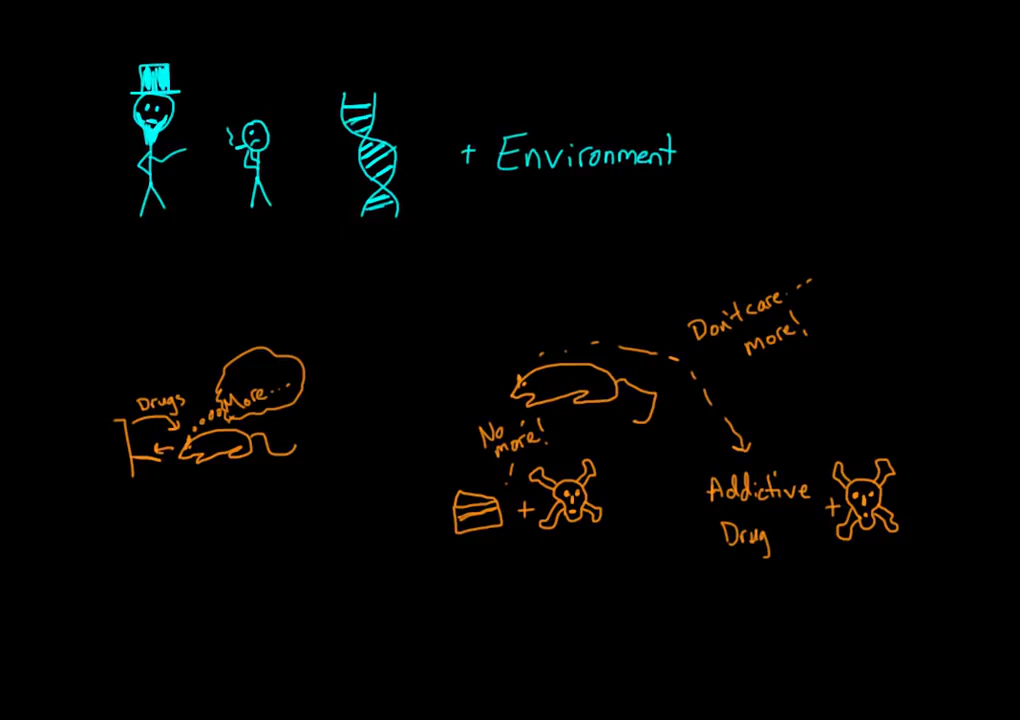 + Environment
Don't care...
more!
Drugs
More...
No
more!
+
Addictive
Drug
+